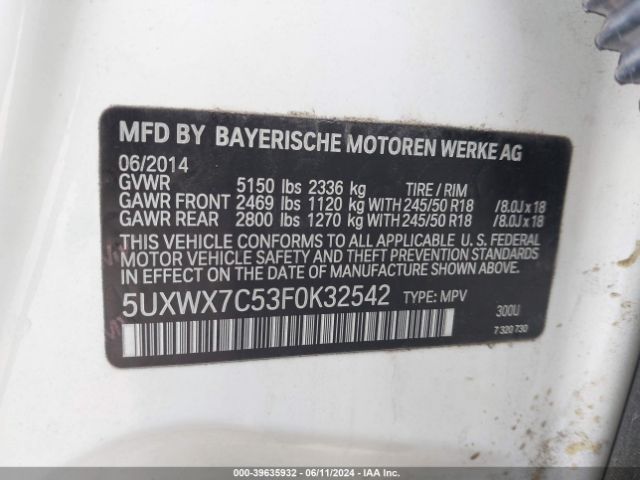 MFD BY BAYERISCHE MOTOREN WERKE AG
06/2014
GVWR 5150 lbs 2336 kg TIRE / RIM
GAWR FRONT 2469 lbs 1120 kg WITH 245/50 R18 /8.0J x 18
GAWR REAR 2800 lbs 1270 kg WITH 245/50 R18 /8.0J x 18
THIS VEHICLE CONFORMS TO ALL APPLICABLE U. S. FEDERAL
MOTOR VEHICLE SAFETY AND THEFT PREVENTION STANDARDS
IN EFFECT ON THE DATE OF MANUFACTURE SHOWN ABOVE.
5UXWX7C53F0K32542 TYPE: MPV
300U
7 320 730
000-39635932 - 06/11/2024 - IAA Inc.